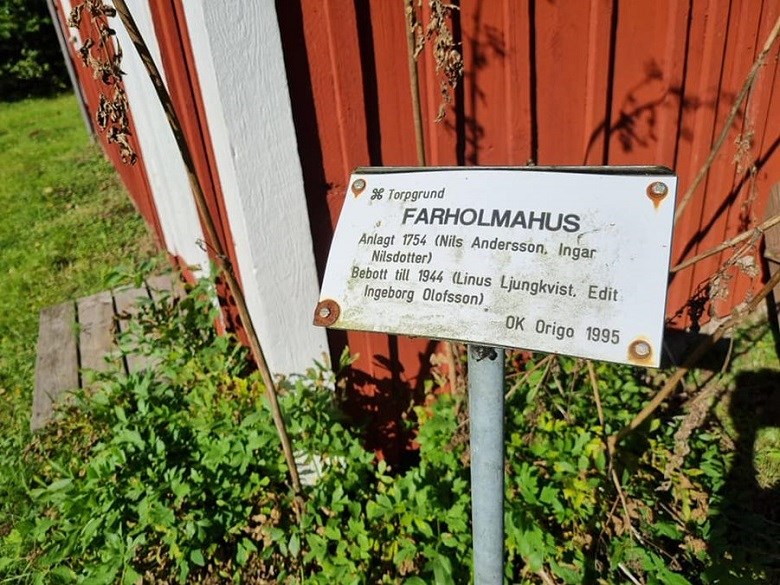 ⌘ Torpgrund
FARHOLMAHUS
Anlagt 1754 (Nils Andersson, Ingar
Nilsdotter)
Bebott till 1944 (Linus Ljungkvist, Edit
Ingeborg Olofsson)
OK Origo 1995